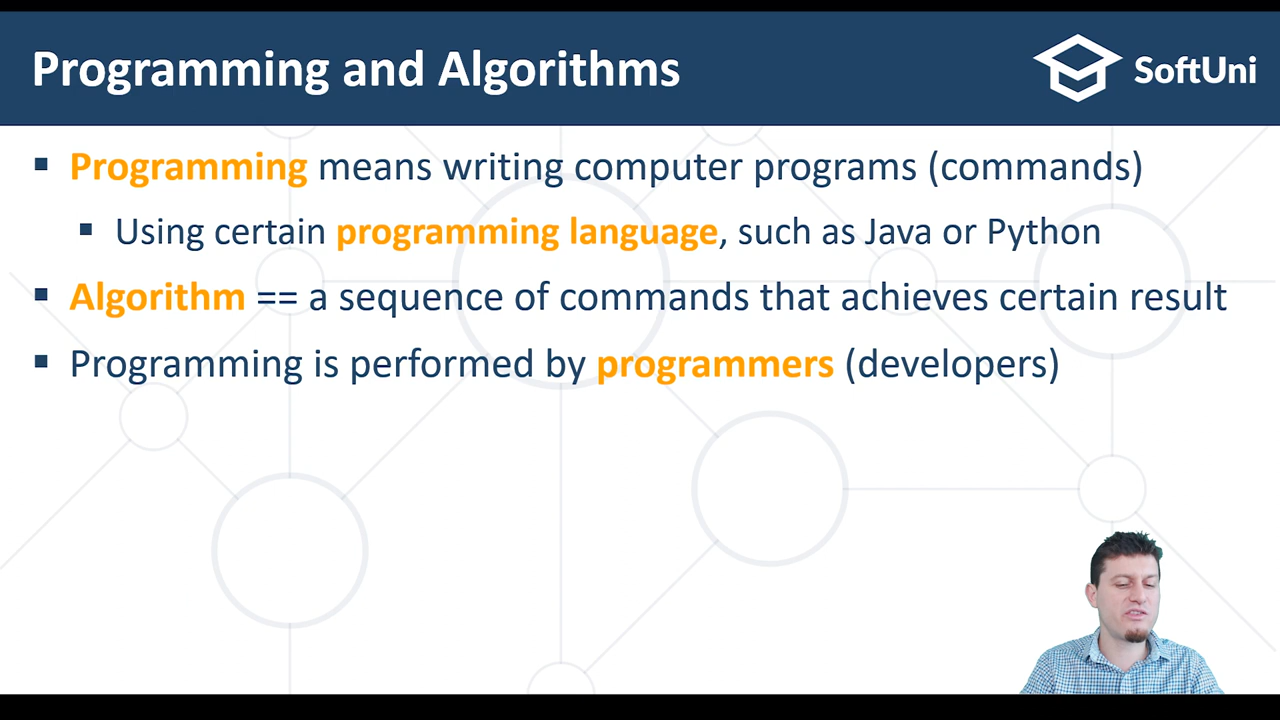 Programming and Algorithms
SoftUni
▪ Programming means writing computer programs (commands)
▪ Using certain programming language, such as Java or Python
▪ Algorithm == a sequence of commands that achieves certain result
▪ Programming is performed by programmers (developers)